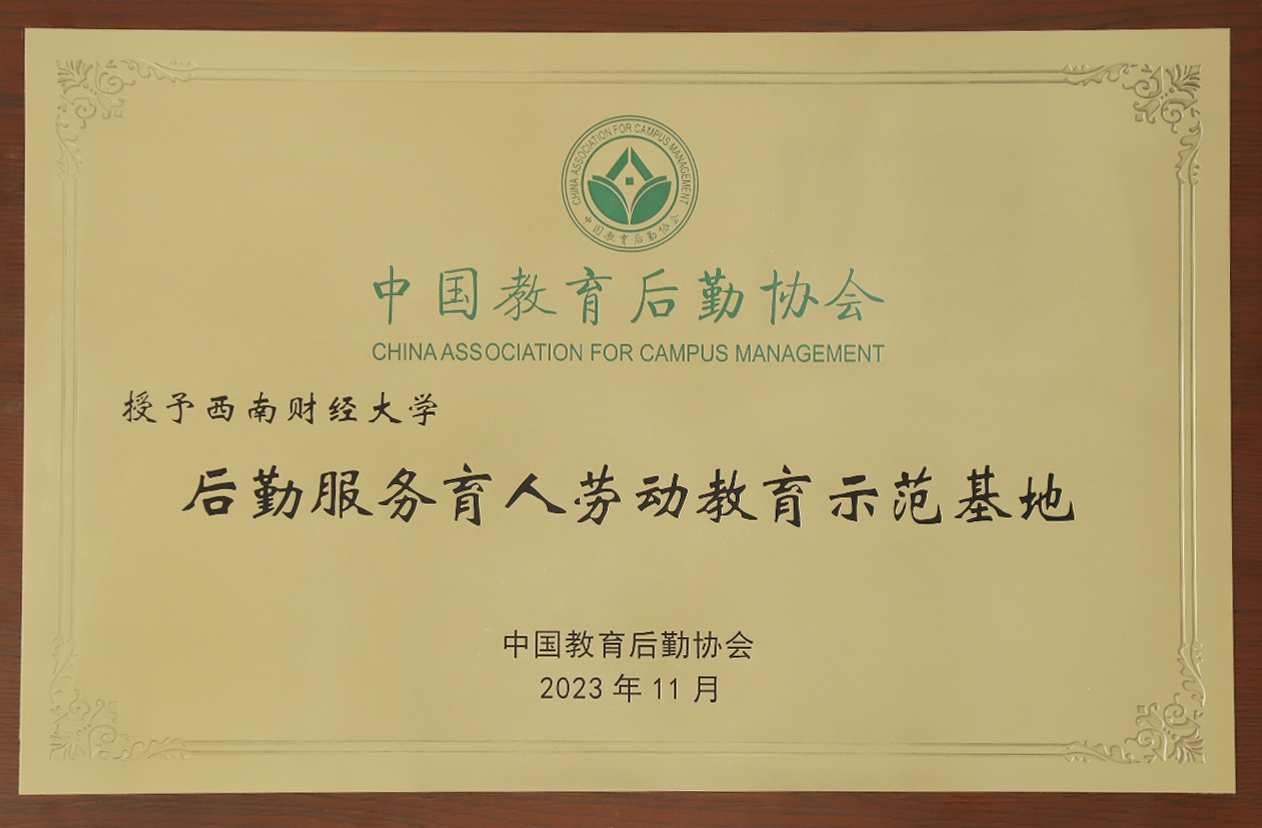 CHINA ASSOCIATION FOR CAMPUS MANAGEMENT
中国教育后勤协会
中国教育后勤协会
CHINA ASSOCIATION FOR CAMPUS MANAGEMENT
授予西南财经大学
后勤服务育人劳动教育示范基地
中国教育后勤协会
2023年11月